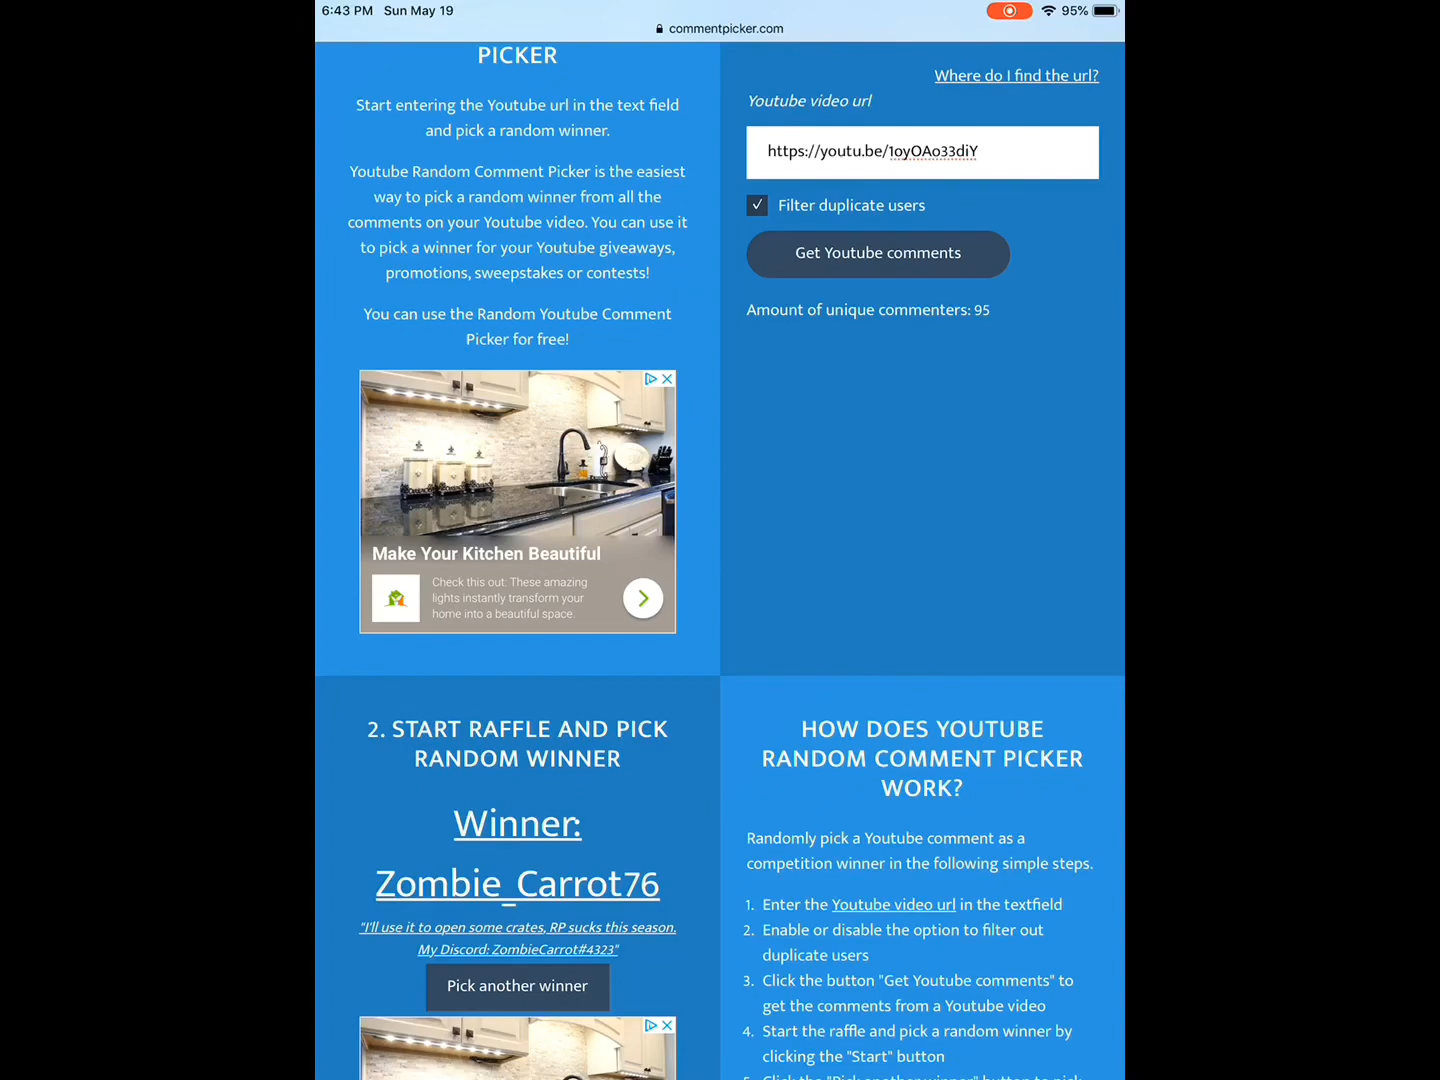 6:43 PM Sun May 19
95%
commentpicker.com
PICKER
Start entering the Youtube url in the text field
and pick a random winner.
Youtube Random Comment Picker is the easiest
way to pick a random winner from all the
comments on your Youtube video. You can use it
to pick a winner for your Youtube giveaways,
promotions, sweepstakes or contests!
You can use the Random Youtube Comment
Picker for free!
Make Your Kitchen Beautiful
Check this out: These amazing
lights instantly transform your
home into a beautiful space.
Where do I find the url?
Youtube video url
https://youtu.be/1oyOAo33diY
Filter duplicate users
Get Youtube comments
Amount of unique commenters: 95
2. START RAFFLE AND PICK
RANDOM WINNER
Winner:
Zombie_Carrot76
"I'll use it to open some crates, RP sucks this season.
My Discord: ZombieCarrot#4323"
Pick another winner
HOW DOES YOUTUBE
RANDOM COMMENT PICKER
WORK?
Randomly pick a Youtube comment as a
competition winner in the following simple steps.
1. Enter the Youtube video url in the textfield
2. Enable or disable the option to filter out
duplicate users
3. Click the button "Get Youtube comments" to
get the comments from a Youtube video
4. Start the raffle and pick a random winner by
clicking the "Start" button
5. Click the "Pick another winner" button to pick